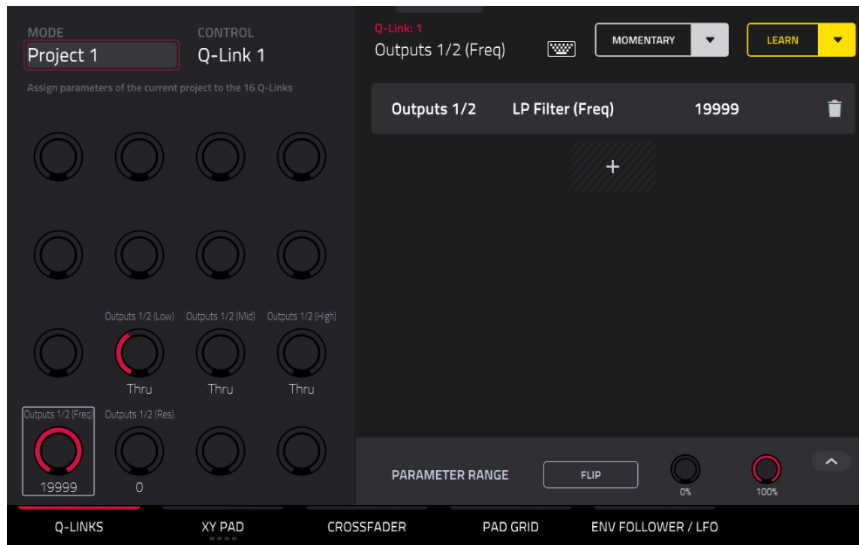 MODE
Project 1
CONTROL
Q-Link 1
Assign parameters of the current project to the 16 Q-Links
Outputs 1/2 (Low) Outputs 1/2 (Mid) Outputs 1/2 (High)
Thru Thru Thru
Outputs 1/2 (Freq) Outputs 1/2 (Res)
19999 0
Q-Link: 1
Outputs 1/2 (Freq)
MOMENTARY
LEARN
Outputs 1/2 LP Filter (Freq) 19999
+
PARAMETER RANGE FLIP
0% 100%
Q-LINKS XY PAD CROSSFADER PAD GRID ENV FOLLOWER / LFO